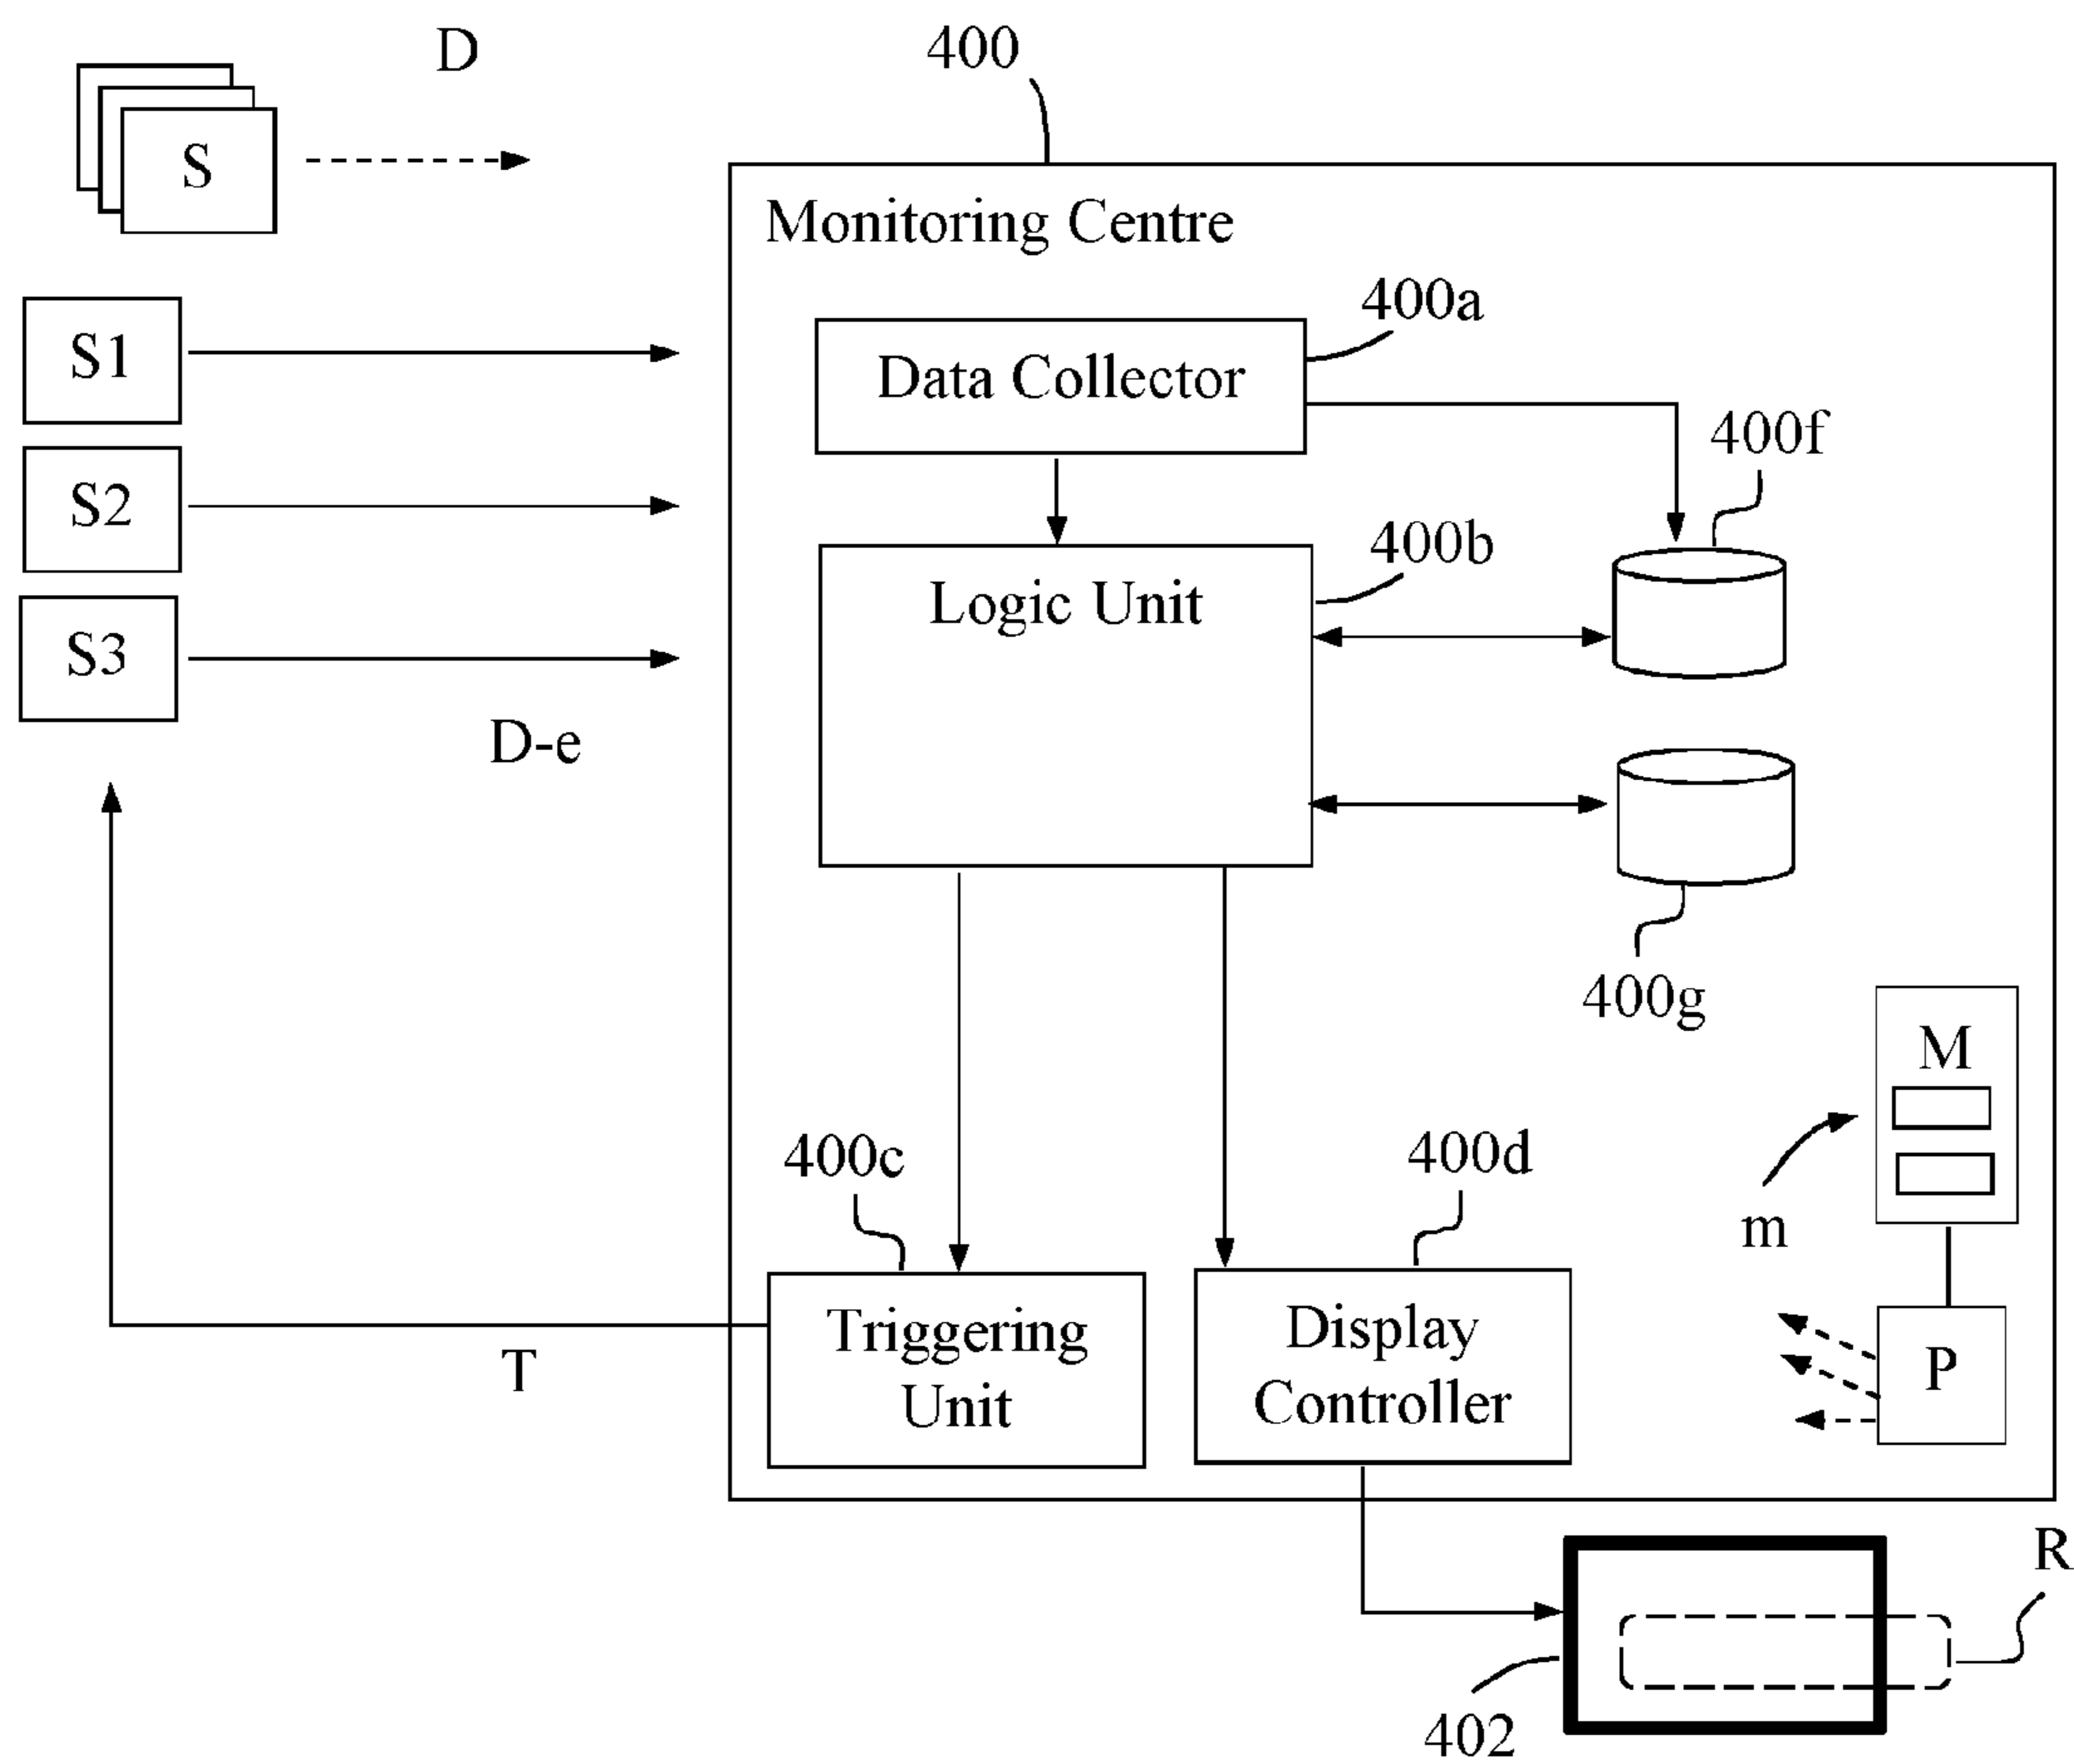 D
400
S
Monitoring Centre
400a
S1
Data Collector
400f
S2
400b
Logic Unit
S3
D-e
400g
M
400c
400d
m
Triggering
Unit
Display
Controller
P
T
R
402